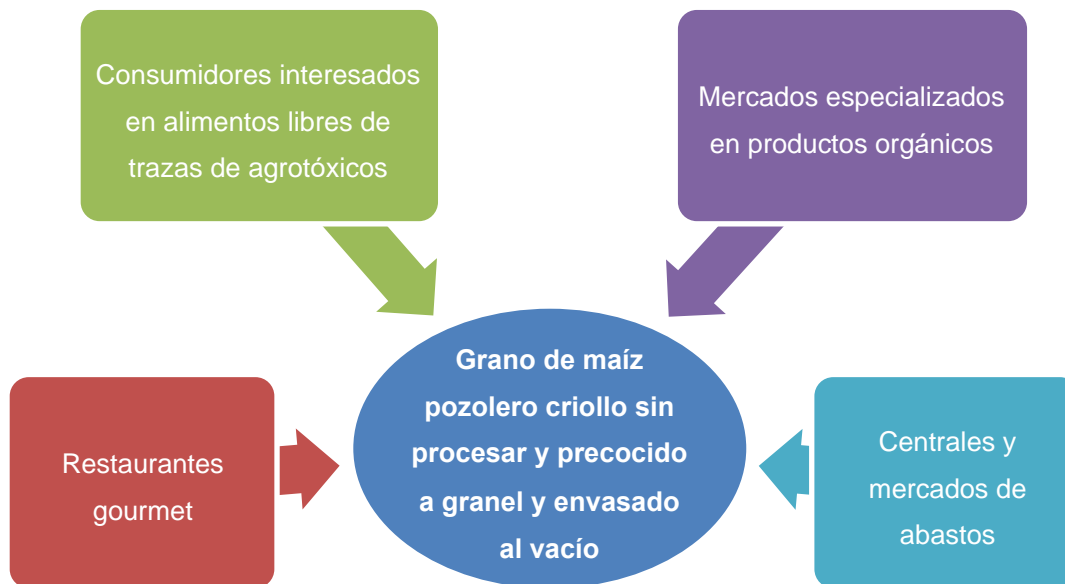 Consumidores interesados
en alimentos libres de
trazas de agrotóxicos
Mercados especializados
en productos orgánicos
Restaurantes
gourmet
Grano de maíz
pozolero criollo sin
procesar y precocido
a granel y envasado
al vacío
Centrales y
mercados de
abastos